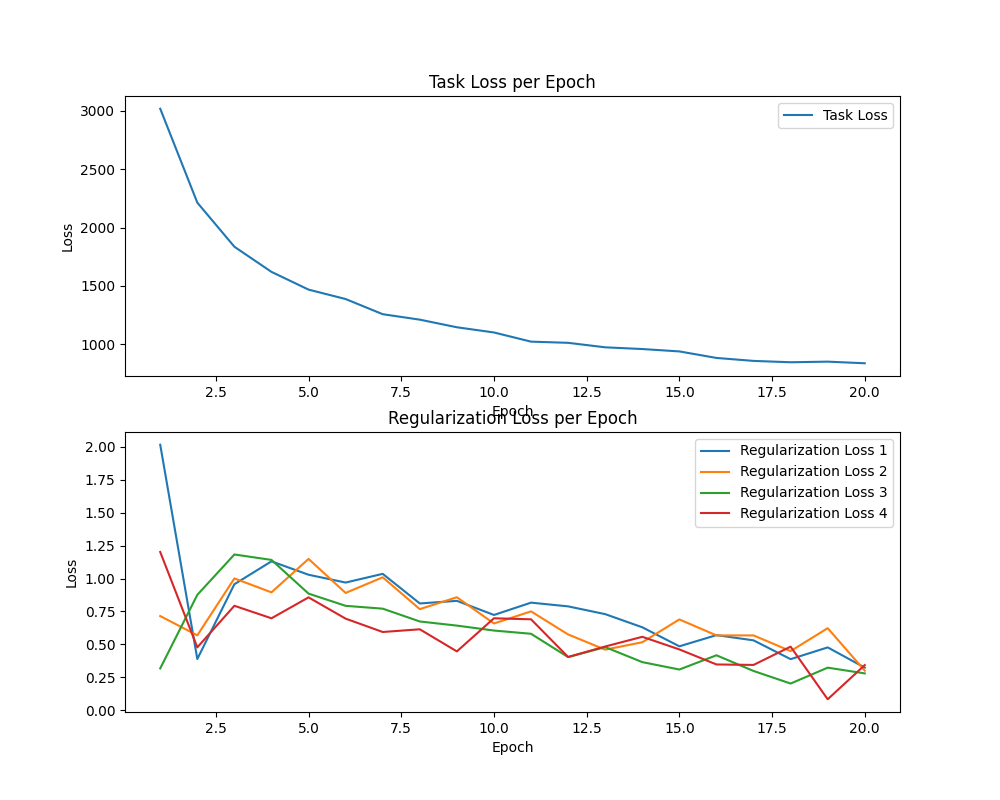 Task Loss per Epoch
Task Loss
3000
2500
2000
1500
1000
Loss
2.5 5.0 7.5 10.0 12.5 15.0 17.5 20.0
Epoch
Regularization Loss per Epoch
Regularization Loss 1
Regularization Loss 2
Regularization Loss 3
Regularization Loss 4
2.00
1.75
1.50
1.25
1.00
0.75
0.50
0.25
0.00
Loss
2.5 5.0 7.5 10.0 12.5 15.0 17.5 20.0
Epoch